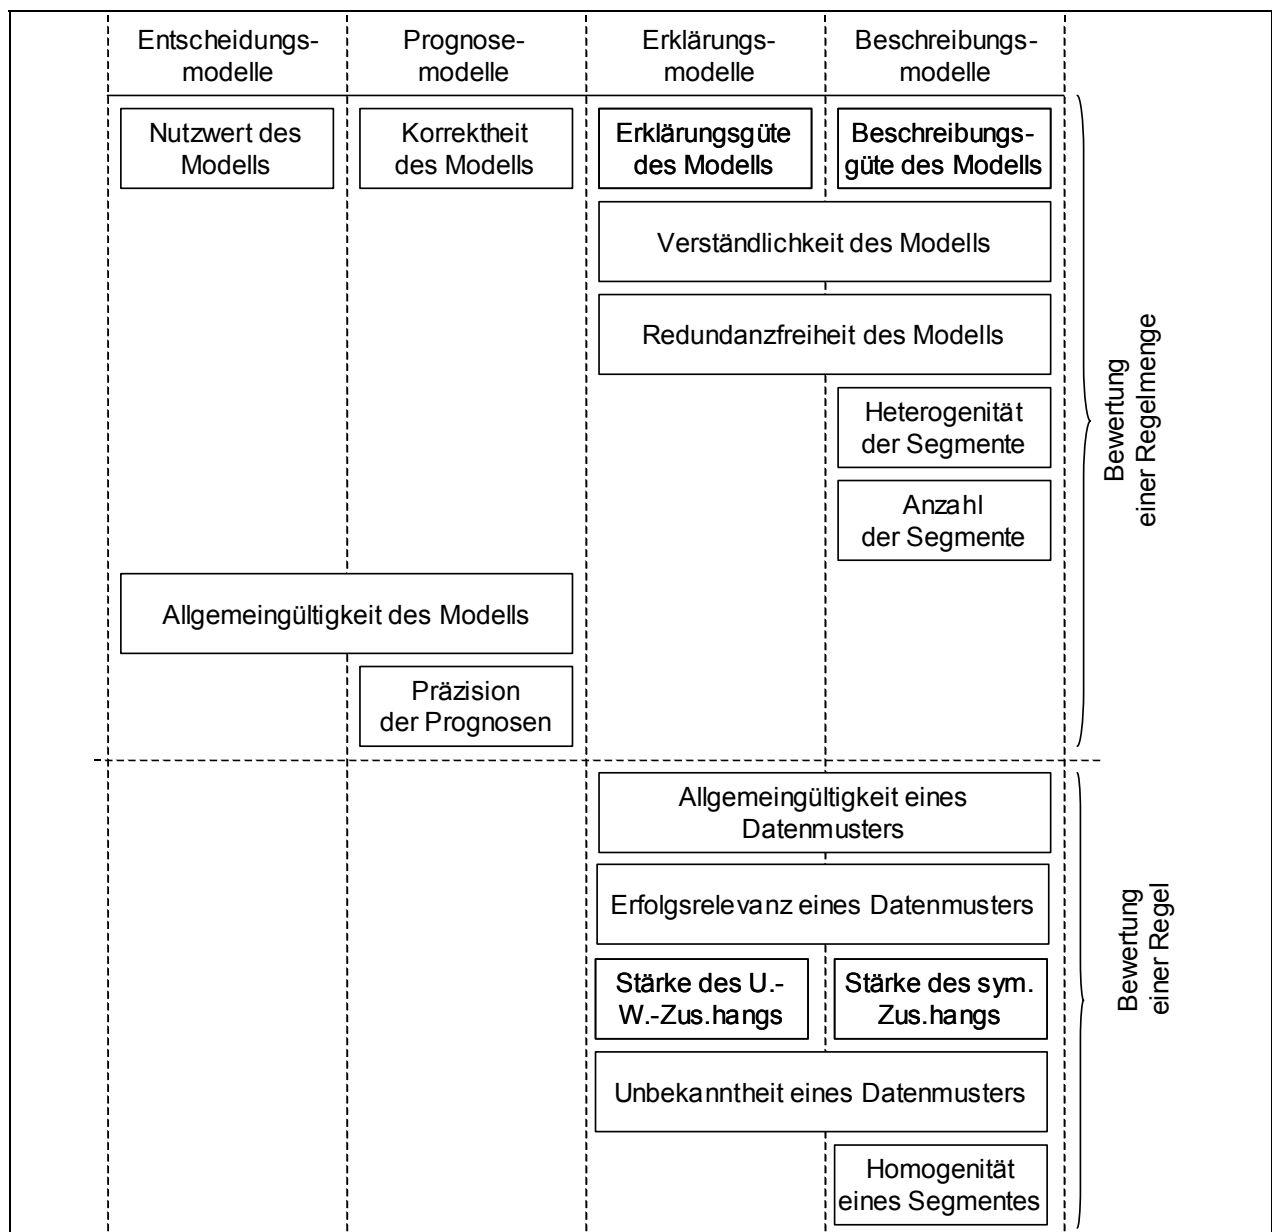 Entscheidungs-
modelle
Prognose-
modelle
Erklärungs-
modelle
Beschreibungs-
modelle
Nutzwert des
Modells
Korrektheit
des Modells
Erklärungsgüte
des Modells
Beschreibungs-
güte des Modells
Verständlichkeit des Modells
Redundanzfreiheit des Modells
Heterogenität
der Segmente
Anzahl
der Segmente
Allgemeingültigkeit des Modells
Präzision
der Prognosen
Bewertung
einer Regelmenge
Allgemeingültigkeit eines
Datenmusters
Erfolgsrelevanz eines Datenmusters
Stärke des U.-
W.-Zus.hangs
Stärke des sym.
Zus.hangs
Unbekanntheit eines Datenmusters
Homogenität
eines Segmentes
Bewertung
einer Regel